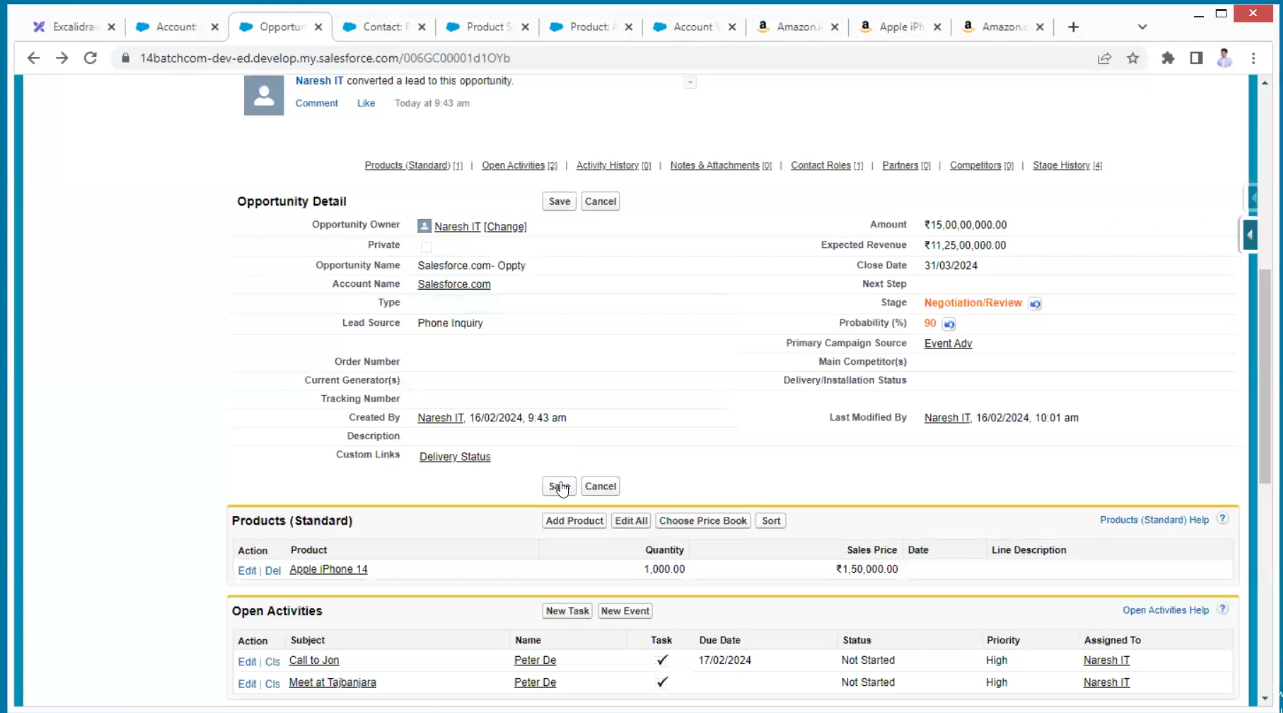 Excalidraw
Account:
Opportun
Contact:
Product S
Product: A
Account
Amazon.
Apple iPh
Amazon.
14batchcom-dev-ed.develop.my.salesforce.com/006GC00001d1OYb
Naresh IT converted a lead to this opportunity.
Comment Like Today at 9:43 am
Products (Standard) [1] | Open Activities [2] | Activity History [0] | Notes & Attachments [0] | Contact Roles [1] | Partners [0] | Competitors [0] | Stage History [4]
Opportunity Detail Save Cancel
Opportunity Owner Naresh IT [Change] Amount ₹15,00,00,000.00
Private Expected Revenue ₹11,25,00,000.00
Opportunity Name Salesforce.com- Oppty Close Date 31/03/2024
Account Name Salesforce.com Next Step
Type Stage Negotiation/Review
Lead Source Phone Inquiry Probability (%) 90
Primary Campaign Source Event Adv
Order Number Main Competitor(s)
Current Generator(s) Delivery/Installation Status
Tracking Number
Created By Naresh IT, 16/02/2024, 9:43 am Last Modified By Naresh IT, 16/02/2024, 10:01 am
Description
Custom Links Delivery Status
Save Cancel
Products (Standard) Add Product Edit All Choose Price Book Sort Products (Standard) Help ?
Action Product Quantity Sales Price Date Line Description
Edit | Del Apple iPhone 14 1,000.00 ₹1,50,000.00
Open Activities New Task New Event Open Activities Help ?
Action Subject Name Task Due Date Status Priority Assigned To
Edit | Cls Call to Jon Peter De ✓ 17/02/2024 Not Started High Naresh IT
Edit | Cls Meet at Tajbanjara Peter De ✓ Not Started High Naresh IT